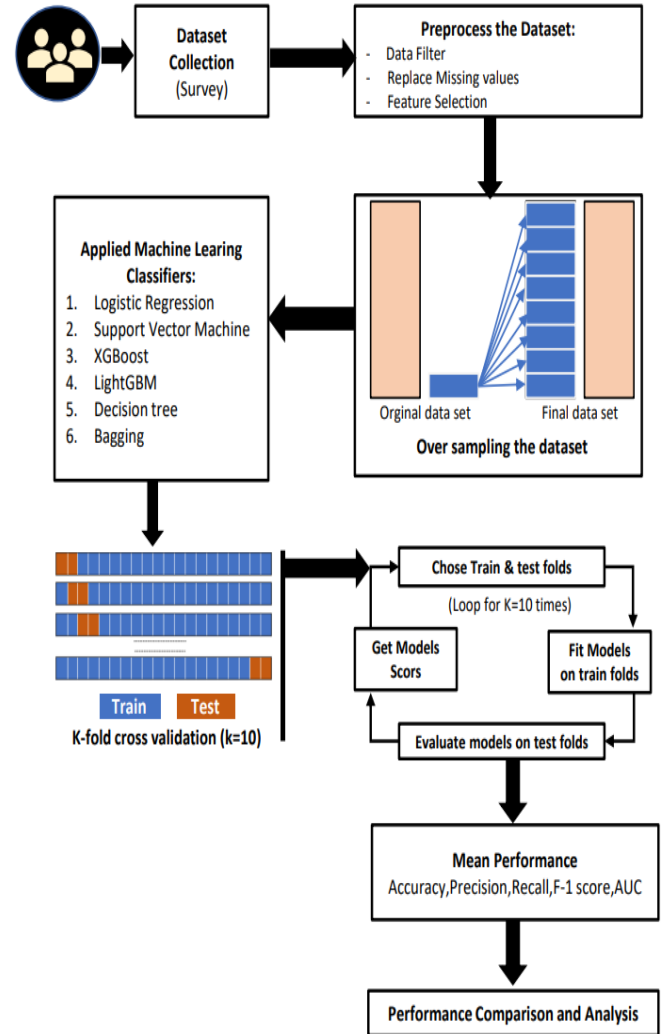 Dataset
Collection
(Survey)
Preprocess the Dataset:
- Data Filter
- Replace Missing values
- Feature Selection
Applied Machine Learing
Classifiers:
1. Logistic Regression
2. Support Vector Machine
3. XGBoost
4. LightGBM
5. Decision tree
6. Bagging
Orginal data set
Final data set
Over sampling the dataset
Train
Test
K-fold cross validation (k=10)
Chose Train & test folds
(Loop for K=10 times)
Get Models
Scors
Fit Models
on train folds
Evaluate models on test folds
Mean Performance
Accuracy,Precision,Recall,F-1 score,AUC
Performance Comparison and Analysis